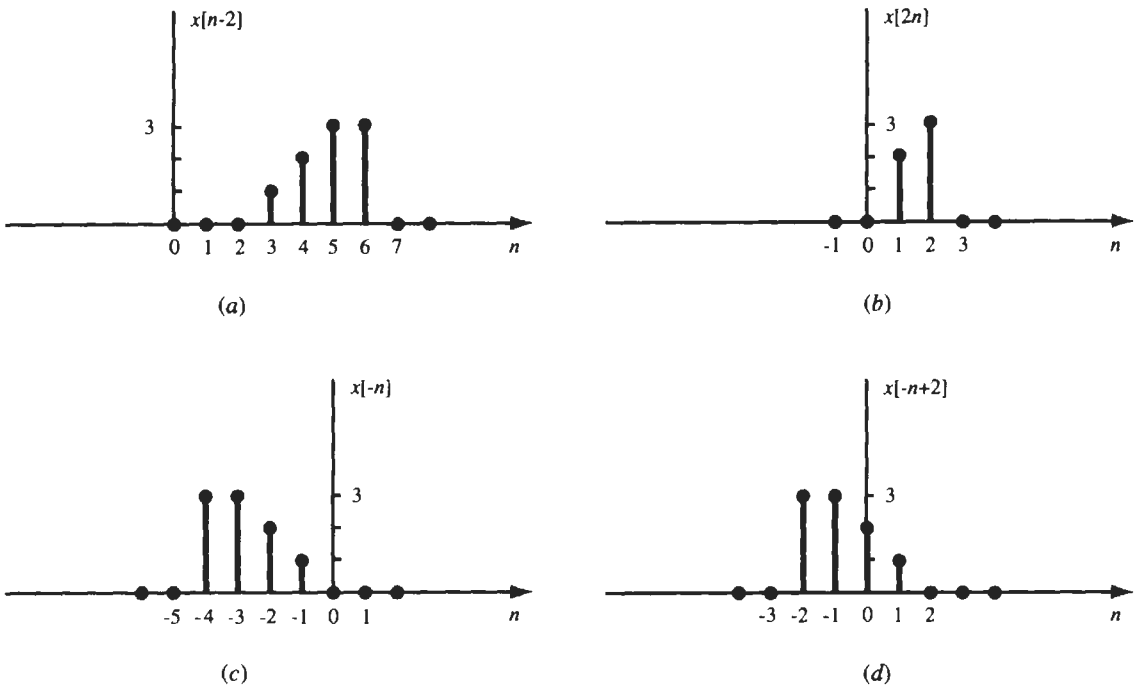 x[n-2]
3
0 1 2 3 4 5 6 7 n
(a)
x[2n]
3
-1 0 1 2 3 n
(b)
x[-n]
3
-5 -4 -3 -2 -1 0 1 n
(c)
x[-n+2]
3
-3 -2 -1 0 1 2 n
(d)